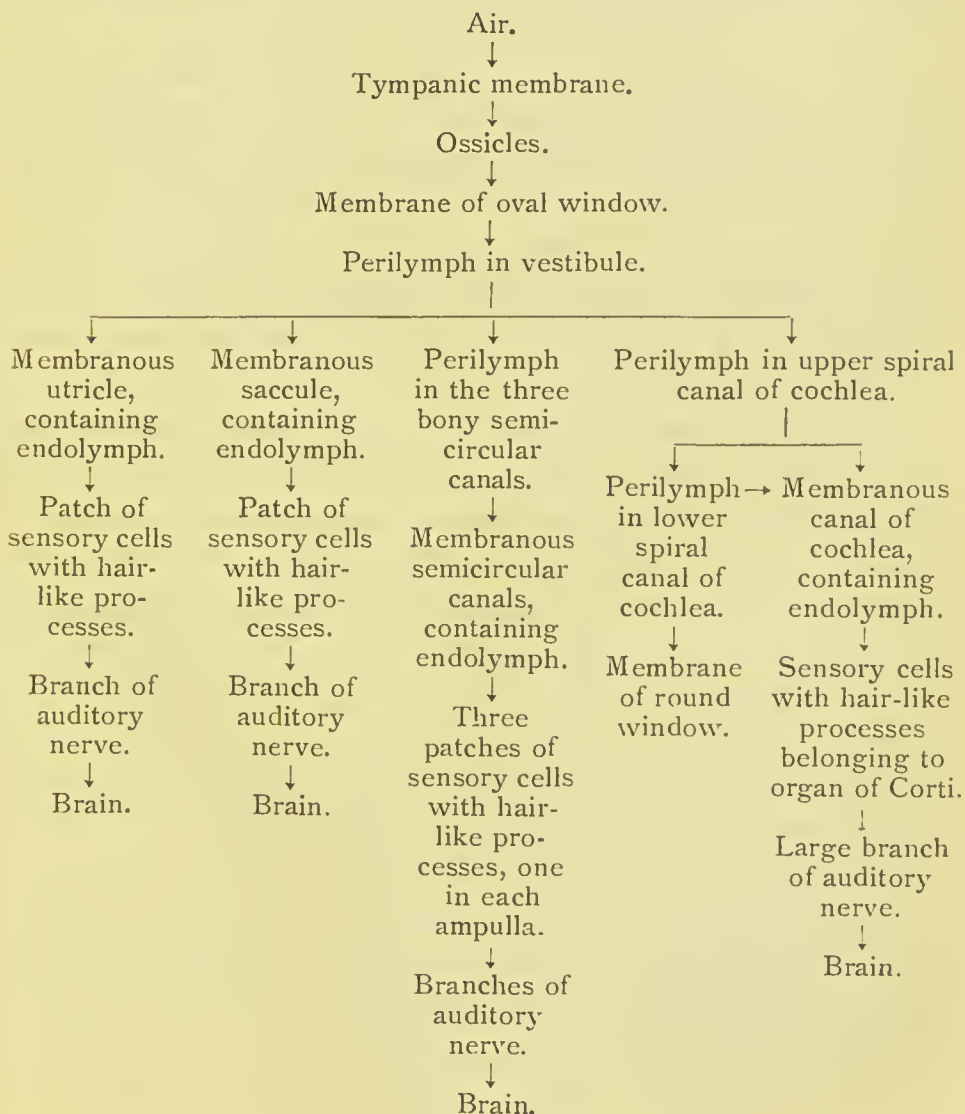 Air.
Tympanic membrane.
Ossicles.
Membrane of oval window.
Perilymph in vestibule.
Membranous
utricle,
containing
endolymph.
Patch of
sensory cells
with hair-
like pro-
cesses.
Branch of
auditory
nerve.
Brain.
Membranous
saccule,
containing
endolymph.
Patch of
sensory cells
with hair-
like pro-
cesses.
Branch of
auditory
nerve.
Brain.
Perilymph
in the three
bony semi-
circular
canals.
Membranous
semicircular
canals,
containing
endolymph.
Three
patches of
sensory cells
with hair-
like pro-
cesses, one
in each
ampulla.
Branches of
auditory
nerve.
Brain.
Perilymph in upper spiral
canal of cochlea.
Perilymph
in lower
spiral
canal of
cochlea.
Membrane
of round
window.
Membranous
canal of
cochlea,
containing
endolymph.
Sensory cells
with hair-like
processes
belonging to
organ of Corti.
Large branch
of auditory
nerve.
Brain.